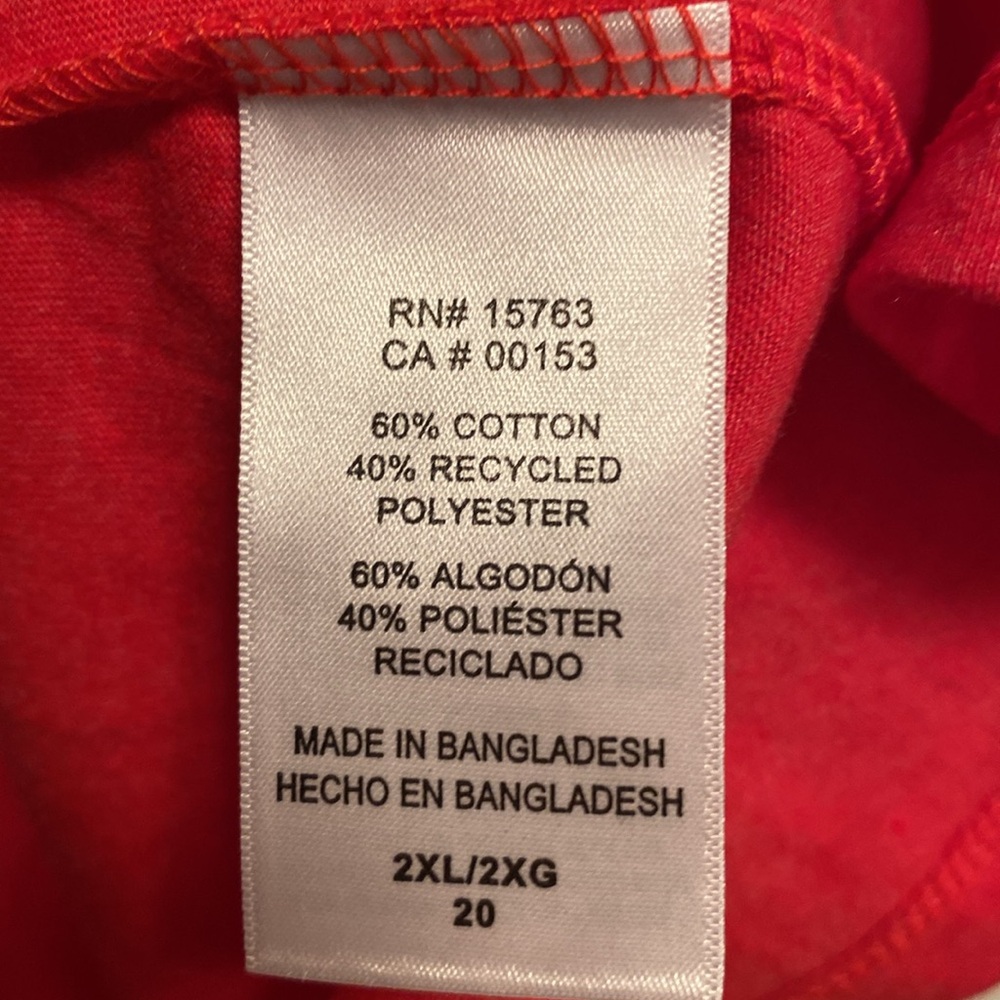 RN# 15763
CA # 00153
60% COTTON
40% RECYCLED
POLYESTER
60% ALGODÓN
40% POLIÉSTER
RECICLADO
MADE IN BANGLADESH
HECHO EN BANGLADESH
2XL/2XG
20